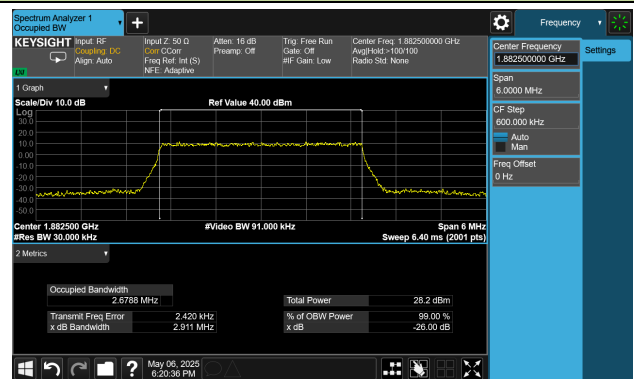 Spectrum Analyzer 1
Occupied BW
Frequency
KEYSIGHT
Input: RF
Coupling: DC
Align: Auto
Input Z: 50 Ω
Corr CCorr
Freq Ref: Int (S)
NFE: Adaptive
Atten: 16 dB
Preamp: Off
Trig: Free Run
Gate: Off
#IF Gain: Low
Center Freq: 1.882500000 GHz
Avg|Hold:>100/100
Radio Std: None
Center Frequency
1.882500000 GHz
Settings
Span
6.0000 MHz
CF Step
600.000 kHz
Auto
Man
Freq Offset
0 Hz
1 Graph
Scale/Div 10.0 dB
Ref Value 40.00 dBm
Log
30.0
20.0
10.0
0.00
-10.0
-20.0
-30.0
-40.0
-50.0
Center 1.882500 GHz
#Video BW 91.000 kHz
Span 6 MHz
#Res BW 30.000 kHz
Sweep 6.40 ms (2001 pts)
2 Metrics
Occupied Bandwidth
2.6788 MHz
Total Power
28.2 dBm
Transmit Freq Error
2.420 kHz
% of OBW Power
99.00 %
x dB Bandwidth
2.911 MHz
x dB
-26.00 dB
May 06, 2025
6:20:36 PM